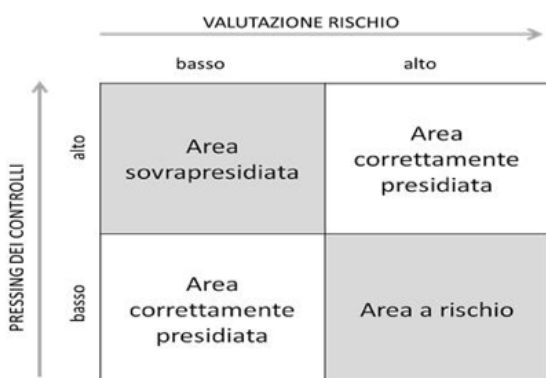 VALUTAZIONE RISCHIO
basso
alto
PRESSING DEI CONTROLLI
alto
Area
sovrapresidiata
Area
correttamente
presidiata
basso
Area
correttamente
presidiata
Area a rischio